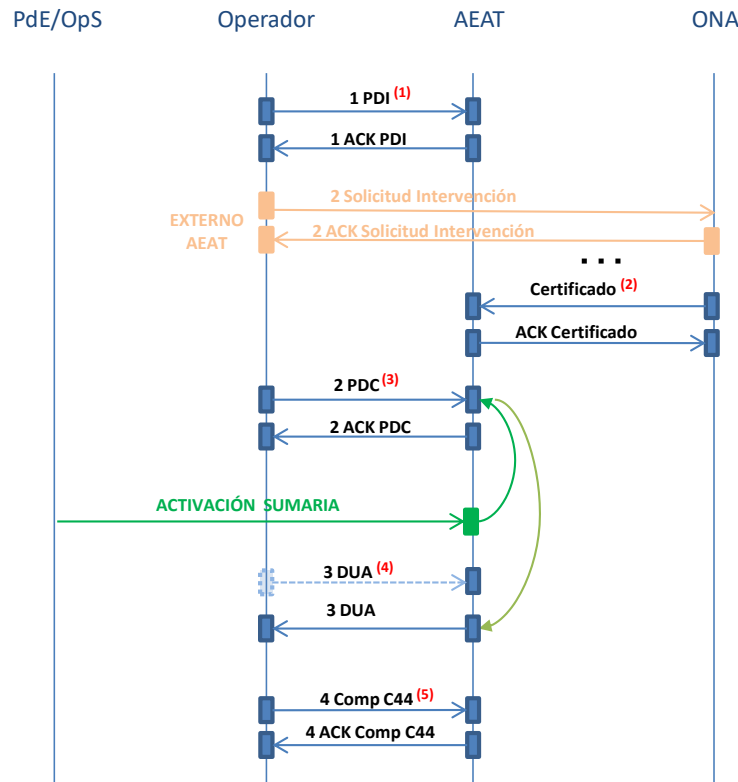 PdE/OpS Operador AEAT ONA
1 PDI (1)
1 ACK PDI
2 Solicitud Intervención
EXTERNO
AEAT
2 ACK Solicitud Intervención
...
Certificado (2)
ACK Certificado
2 PDC (3)
2 ACK PDC
ACTIVACIÓN SUMARIA
3 DUA (4)
3 DUA
4 Comp C44 (5)
4 ACK Comp C44